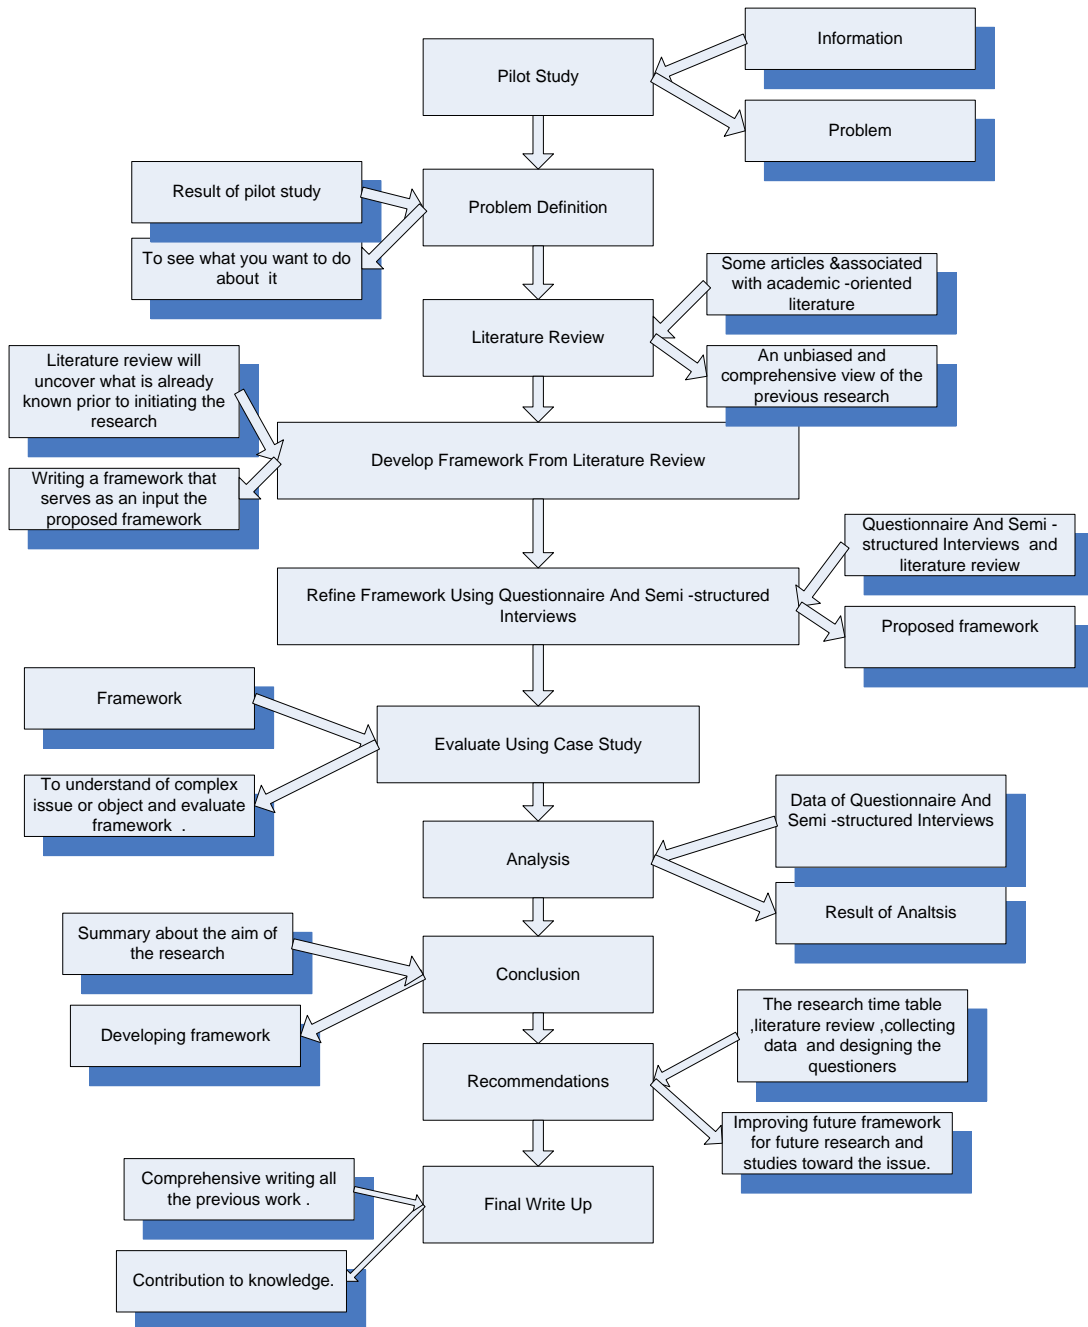 Information
Pilot Study
Problem
Result of pilot study
Problem Definition
To see what you want to do
about  it
Some articles &associated
with academic -oriented
literature
Literature Review
An unbiased and
comprehensive view of the
previous research
Literature review will
uncover what is already
known prior to initiating the
research
Develop Framework From Literature Review
Writing a framework that
serves as an input the
proposed framework
Questionnaire And Semi -
structured Interviews  and
literature review
Refine Framework Using Questionnaire And Semi -structured
Interviews
Proposed framework
Framework
Evaluate Using Case Study
To understand of complex
issue or object and evaluate
framework  .
Data of Questionnaire And
Semi -structured Interviews
Analysis
Result of Analtsis
Summary about the aim of
the research
Conclusion
Developing framework
The research time table
,literature review ,collecting
data  and designing the
questioners
Recommendations
Improving future framework
for future research and
studies toward the issue.
Comprehensive writing all
the previous work .
Final Write Up
Contribution to knowledge.